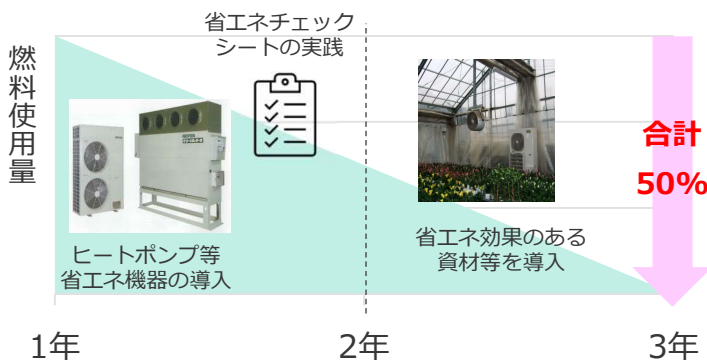 省エネチェック
シートの実践
燃料使用量
合計
50%
ヒートポンプ等
省エネ機器の導入
省エネ効果のある
資材等を導入
1年
2年
3年